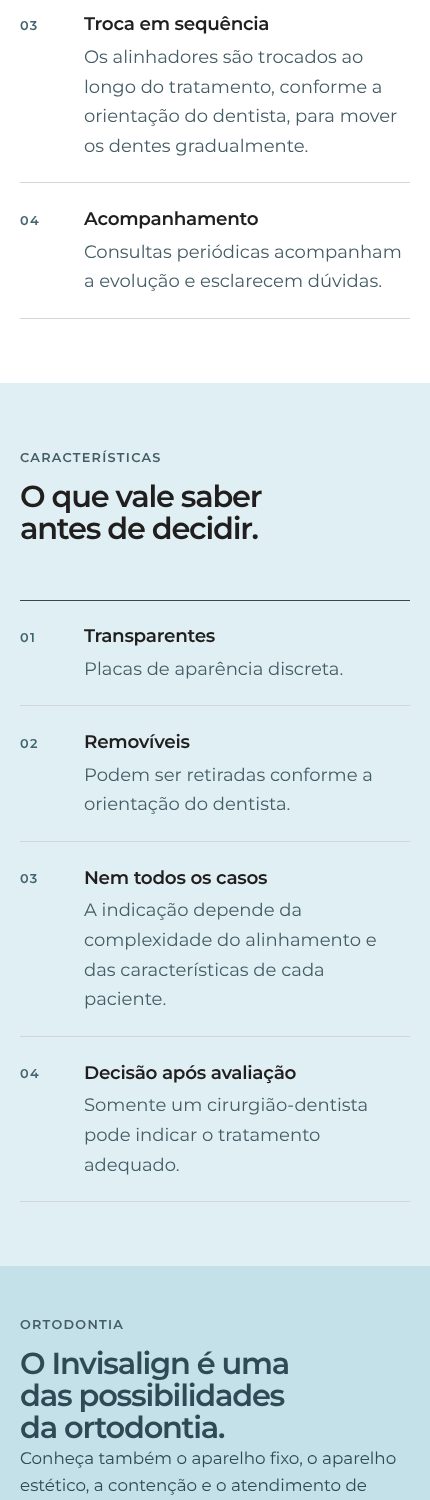 03
Troca em sequência
Os alinhadores são trocados ao
longo do tratamento, conforme a
orientação do dentista, para mover
os dentes gradualmente.
04
Acompanhamento
Consultas periódicas acompanham
a evolução e esclarecem dúvidas.
CARACTERÍSTICAS
O que vale saber
antes de decidir.
01
Transparentes
Placas de aparência discreta.
02
Removíveis
Podem ser retiradas conforme a
orientação do dentista.
03
Nem todos os casos
A indicação depende da
complexidade do alinhamento e
das características de cada
paciente.
04
Decisão após avaliação
Somente um cirurgião-dentista
pode indicar o tratamento
adequado.
ORTODONTIA
O Invisalign é uma
das possibilidades
da ortodontia.
Conheça também o aparelho fixo, o aparelho
estético, a contenção e o atendimento de